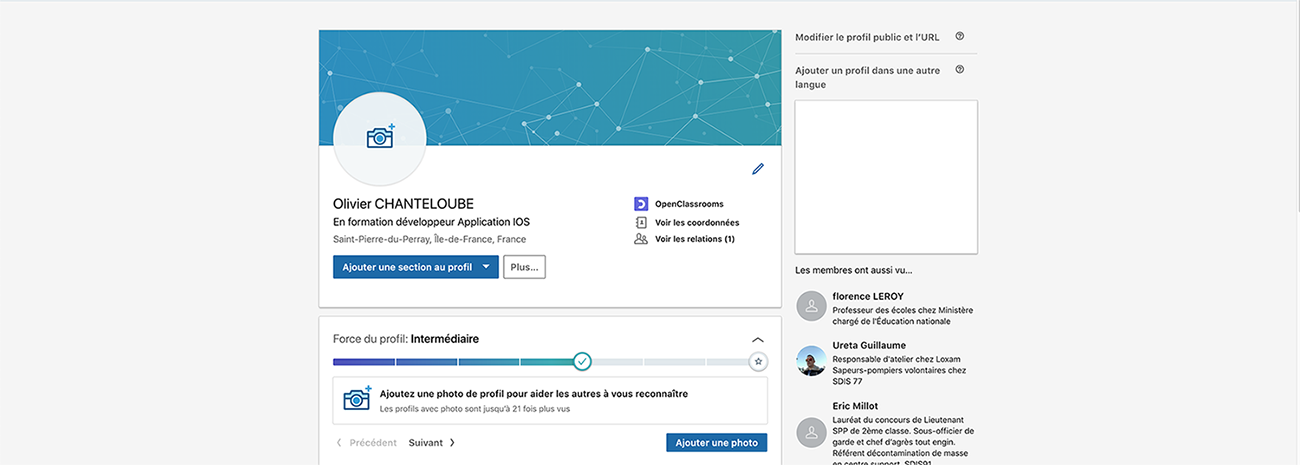 Olivier CHANTELOUBE
En formation développeur Application IOS
Saint-Pierre-du-Perray, Île-de-France, France
Ajouter une section au profil
Plus...
OpenClassrooms
Voir les coordonnées
Voir les relations (1)
Force du profil: Intermédiaire
Ajoutez une photo de profil pour aider les autres à vous reconnaître
Les profils avec photo sont jusqu'à 21 fois plus vus
Précédent
Suivant
Ajouter une photo
Modifier le profil public et l'URL
Ajouter un profil dans une autre
langue
Les membres ont aussi vu...
florence LEROY
Professeur des écoles chez Ministère
chargé de l'Éducation nationale
Ureta Guillaume
Responsable d'atelier chez Loxam
Sapeurs-pompiers volontaires chez
SDIS 77
Eric Millot
Lauréat du concours de Lieutenant
SPP de 2ème classe. Sous-officier de
garde et chef d'agrès tout engin.
Référent décontamination de masse
en centre support. SDIS91